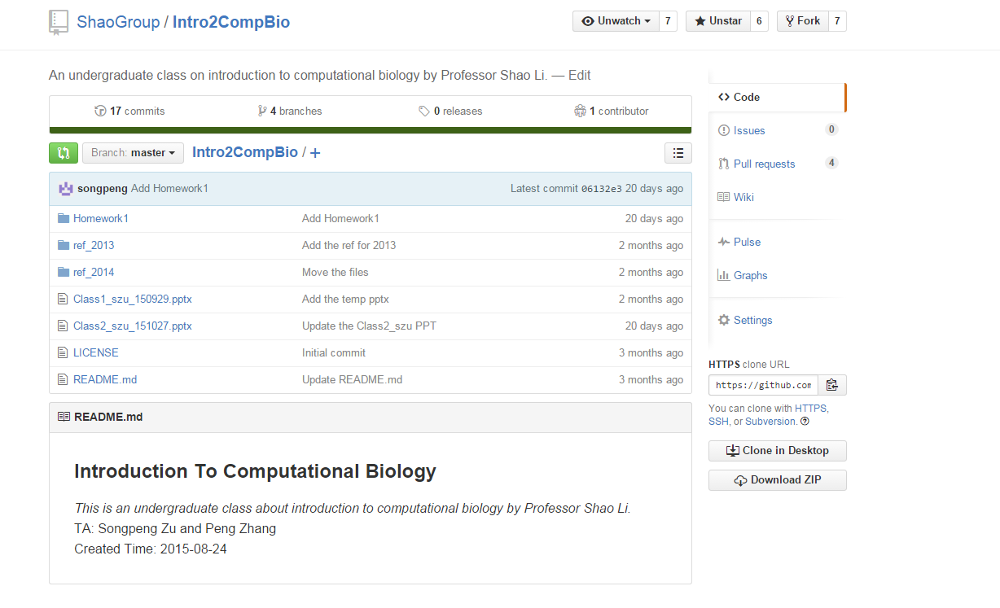 ShaoGroup / Intro2CompBio Unwatch 7 Unstar 6 Fork 7
An undergraduate class on introduction to computational biology by Professor Shao Li. — Edit
17 commits 4 branches 0 releases 1 contributor
Branch: master Intro2CompBio / +
songpeng Add Homework1 Latest commit 06132e3 20 days ago
Homework1 Add Homework1 20 days ago
ref_2013 Add the ref for 2013 2 months ago
ref_2014 Move the files 2 months ago
Class1_szu_150929.pptx Add the temp pptx 2 months ago
Class2_szu_151027.pptx Update the Class2_szu PPT 20 days ago
LICENSE Initial commit 3 months ago
README.md Update README.md 3 months ago
README.md
Introduction To Computational Biology
This is an undergraduate class about introduction to computational biology by Professor Shao Li.
TA: Songpeng Zu and Peng Zhang
Created Time: 2015-08-24
Code
Issues 0
Pull requests 4
Wiki
Pulse
Graphs
Settings
HTTPS clone URL
https://github.com
You can clone with HTTPS,
SSH, or Subversion.
Clone in Desktop
Download ZIP